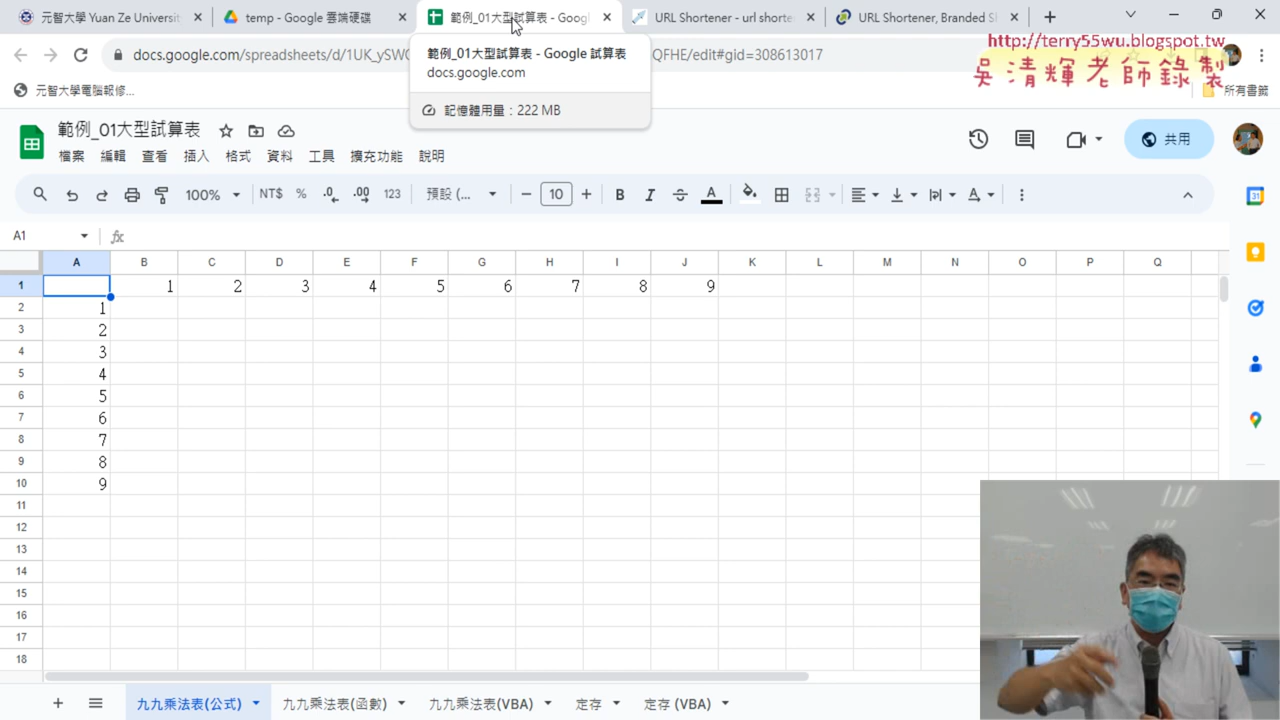 元智大學 Yuan Ze Universit
temp - Google 雲端硬碟
範例_01大型試算表 - Goog
URL Shortener - url shorte
URL Shortener, Branded S
docs.google.com/spreadsheets/d/1UK_ySW
QFHE/edit#gid=308613017
http://terry55wu.blogspot.tw
吳清輝老師錄製
範例_01大型試算表 - Google 試算表
docs.google.com
記憶體用量：222 MB
元智大學電腦報修...
所有書籤
範例_01大型試算表
檔案 編輯 查看 插入 格式 資料 工具 擴充功能 說明
共用
100% NT$ % .0 .00 123 預設 (... − 10 + B I S A
A1 fx
A B C D E F G H I J K L M N O P Q
1 1 2 3 4 5 6 7 8 9
2 1
3 2
4 3
5 4
6 5
7 6
8 7
9 8
10 9
11
12
13
14
15
16
17
18
31
九九乘法表(公式) 九九乘法表(函數) 九九乘法表(VBA) 定存 定存 (VBA)